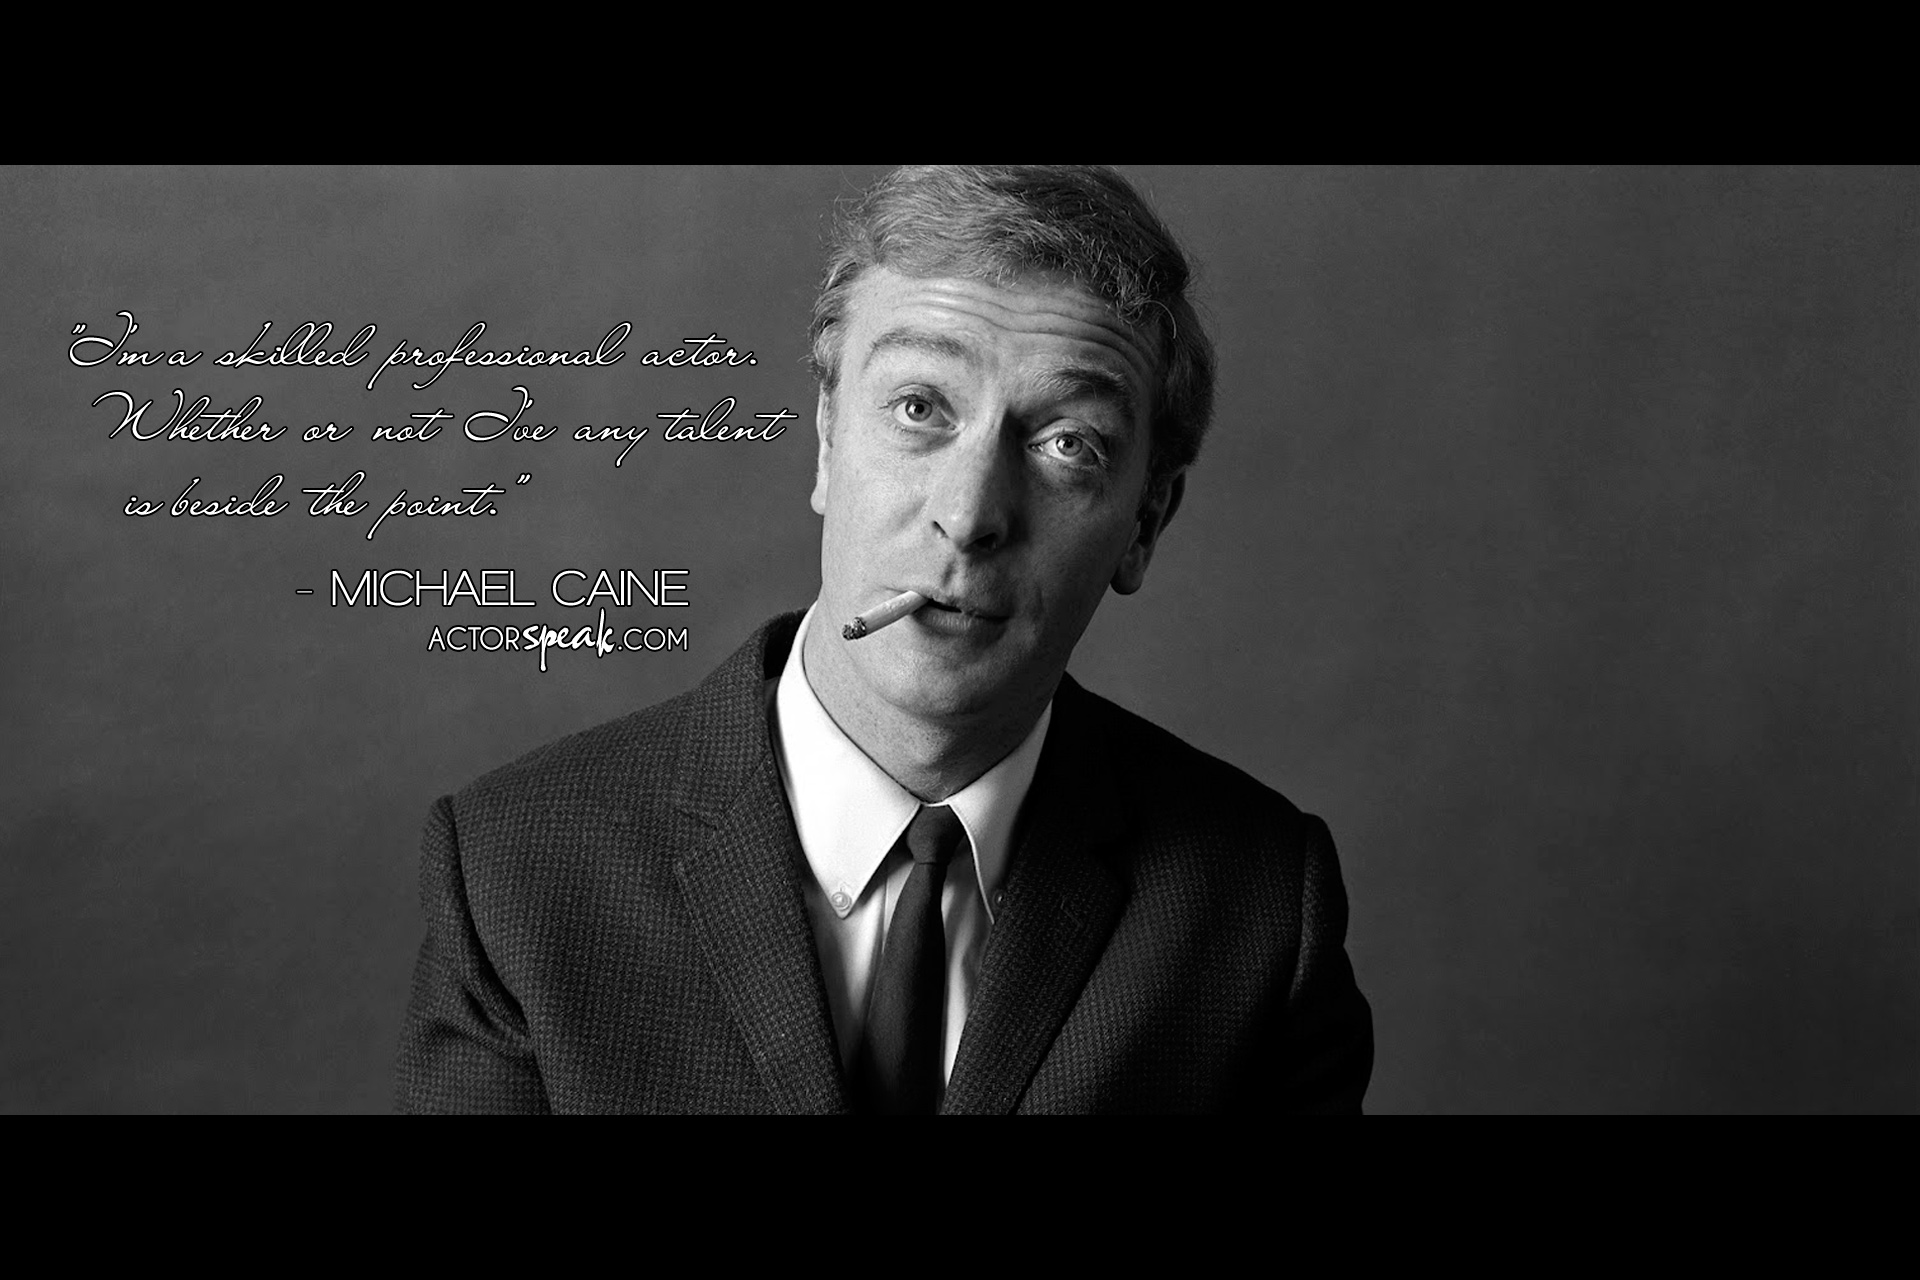 "I'm a skilled professional actor.
Whether or not I've any talent
is beside the point."
- MICHAEL CAINE
ACTORspeak.COM